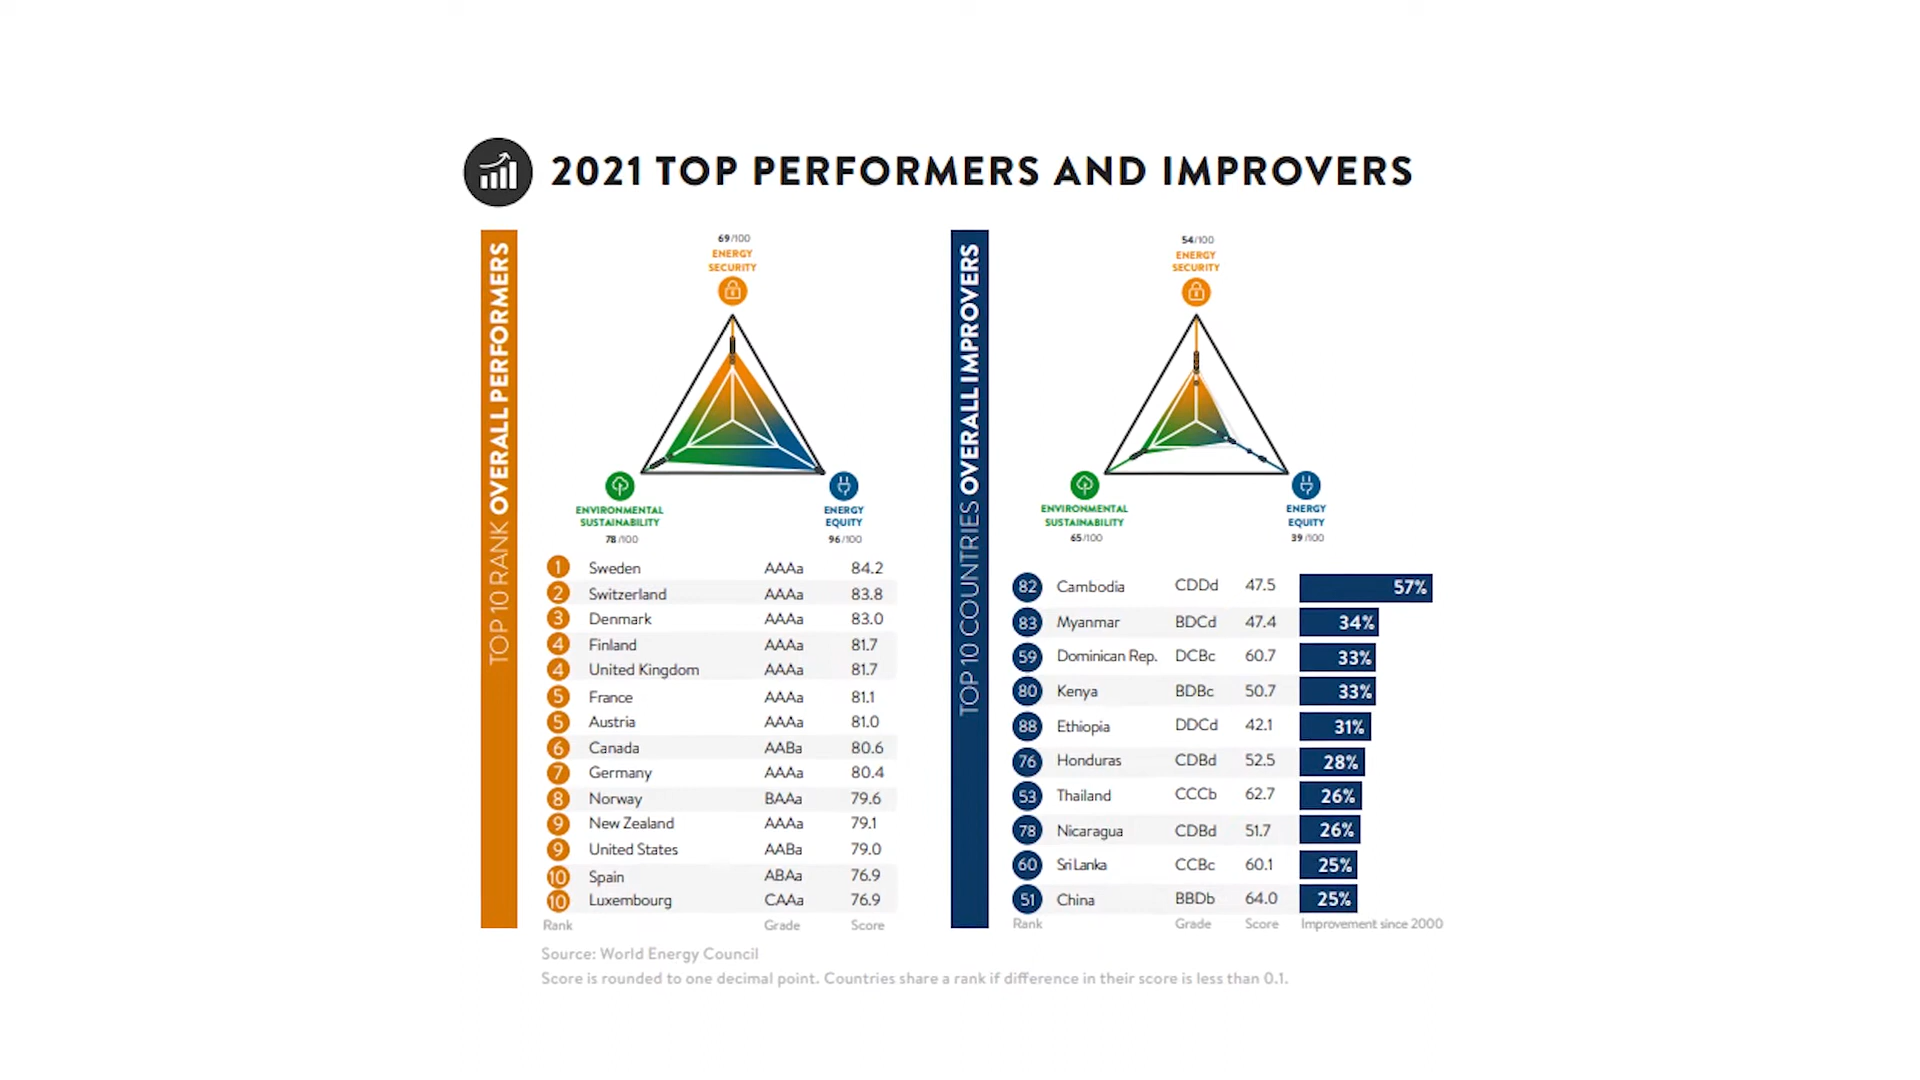 2021 TOP PERFORMERS AND IMPROVERS
TOP 10 RANK OVERALL PERFORMERS
69/100
ENERGY
SECURITY
ENVIRONMENTAL
SUSTAINABILITY
78/100
ENERGY
EQUITY
96/100
1 Sweden AAAa 84.2
2 Switzerland AAAa 83.8
3 Denmark AAAa 83.0
4 Finland AAAa 81.7
4 United Kingdom AAAa 81.7
5 France AAAa 81.1
5 Austria AAAa 81.0
6 Canada AABa 80.6
7 Germany AAAa 80.4
8 Norway BAAa 79.6
9 New Zealand AAAa 79.1
9 United States AABa 79.0
10 Spain ABAa 76.9
10 Luxembourg CAAa 76.9
Rank Grade Score
TOP 10 COUNTRIES OVERALL IMPROVERS
54/100
ENERGY
SECURITY
ENVIRONMENTAL
SUSTAINABILITY
65/100
ENERGY
EQUITY
39/100
82 Cambodia CDDd 47.5 57%
83 Myanmar BDCd 47.4 34%
59 Dominican Rep. DCBc 60.7 33%
80 Kenya BDBc 50.7 33%
88 Ethiopia DDCd 42.1 31%
76 Honduras CDBd 52.5 28%
53 Thailand CCCb 62.7 26%
78 Nicaragua CDBd 51.7 26%
60 Sri Lanka CCBc 60.1 25%
51 China BBDb 64.0 25%
Rank Grade Score Improvement since 2000
Source: World Energy Council
Score is rounded to one decimal point. Countries share a rank if difference in their score is less than 0.1.